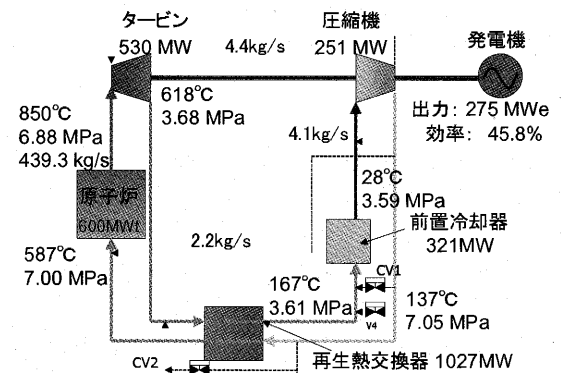 タービン
530 MW
4.4kg/s
圧縮機
251 MW
発電機
出力: 275 MWe
効率: 45.8%
850℃
6.88 MPa
439.3 kg/s
618℃
3.68 MPa
4.1kg/s
原子炉
600MWt
28℃
3.59 MPa
前置冷却器
321MW
587℃
7.00 MPa
2.2kg/s
167℃
3.61 MPa
CV1
V4
137℃
7.05 MPa
CV2
再生熱交換器 1027MW